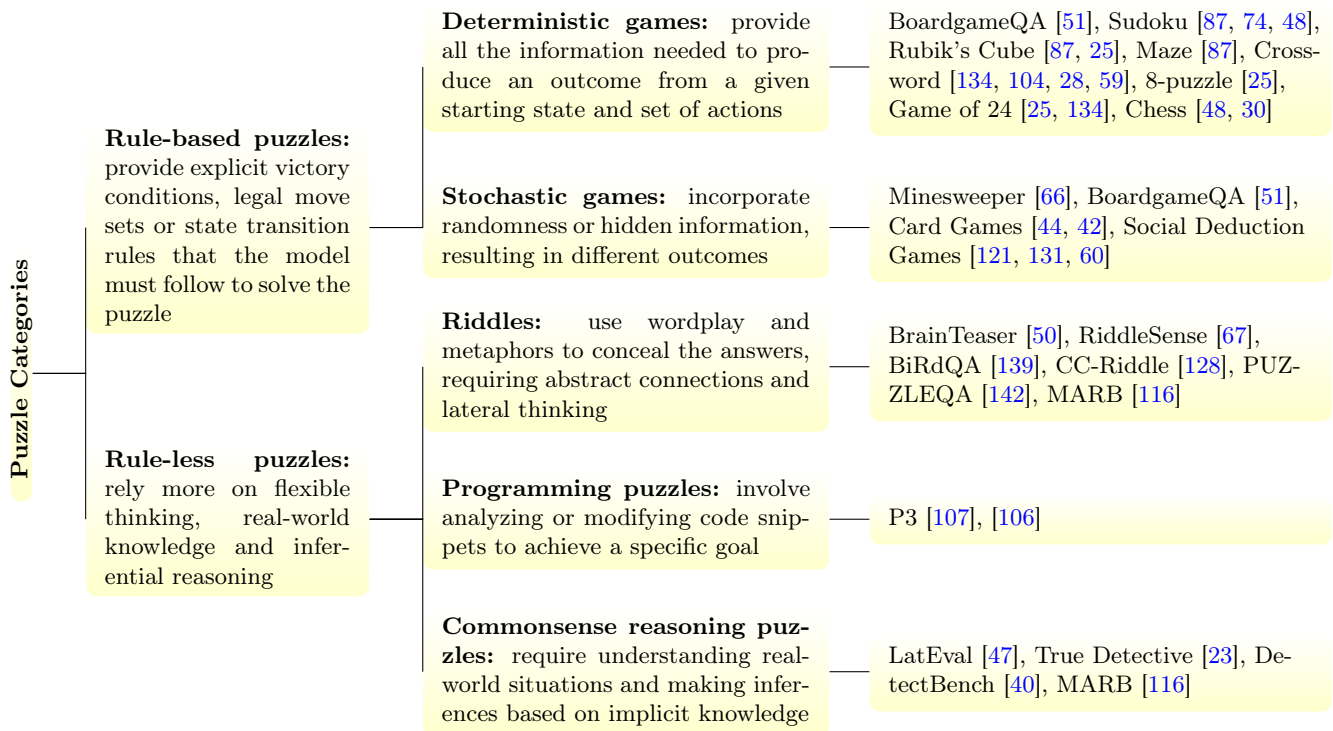 Puzzle Categories
Rule-based puzzles:
provide explicit victory
conditions, legal move
sets or state transition
rules that the model
must follow to solve the
puzzle
Deterministic games: provide
all the information needed to pro-
duce an outcome from a given
starting state and set of actions
BoardgameQA [51], Sudoku [87, 74, 48],
Rubik's Cube [87, 25], Maze [87], Cross-
word [134, 104, 28, 59], 8-puzzle [25],
Game of 24 [25, 134], Chess [48, 30]
Stochastic games: incorporate
randomness or hidden information,
resulting in different outcomes
Minesweeper [66], BoardgameQA [51],
Card Games [44, 42], Social Deduction
Games [121, 131, 60]
Rule-less puzzles:
rely more on flexible
thinking, real-world
knowledge and infer-
ential reasoning
Riddles: use wordplay and
metaphors to conceal the answers,
requiring abstract connections and
lateral thinking
BrainTeaser [50], RiddleSense [67],
BiRdQA [139], CC-Riddle [128], PUZ-
ZLEQA [142], MARB [116]
Programming puzzles: involve
analyzing or modifying code snip-
pets to achieve a specific goal
P3 [107], [106]
Commonsense reasoning puz-
zles: require understanding real-
world situations and making infer-
ences based on implicit knowledge
LatEval [47], True Detective [23], De-
tectBench [40], MARB [116]